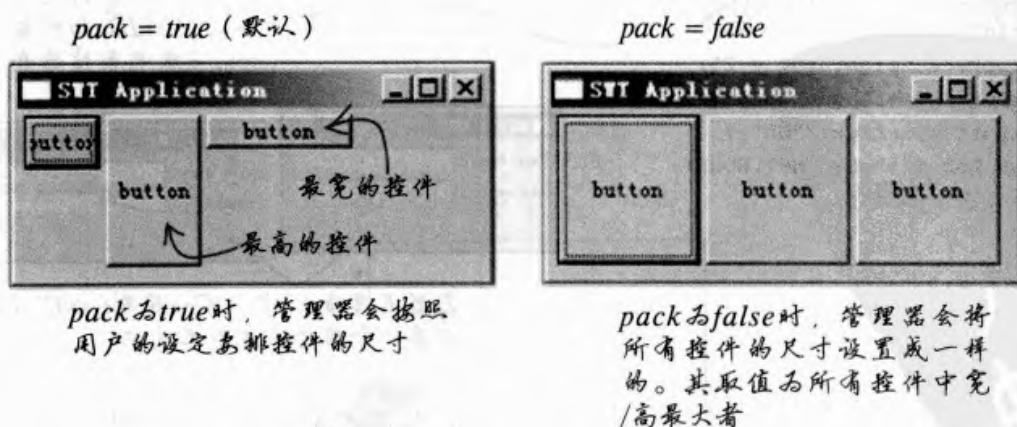 pack = true（默认）
SWT Application
button
button
button
最宽的控件
最高的控件
pack为true时，管理器会按照
用户的设定安排控件的尺寸
pack = false
SWT Application
button
button
button
pack为false时，管理器会将
所有控件的尺寸设置成一样
的。其取值为所有控件中宽
/高最大者